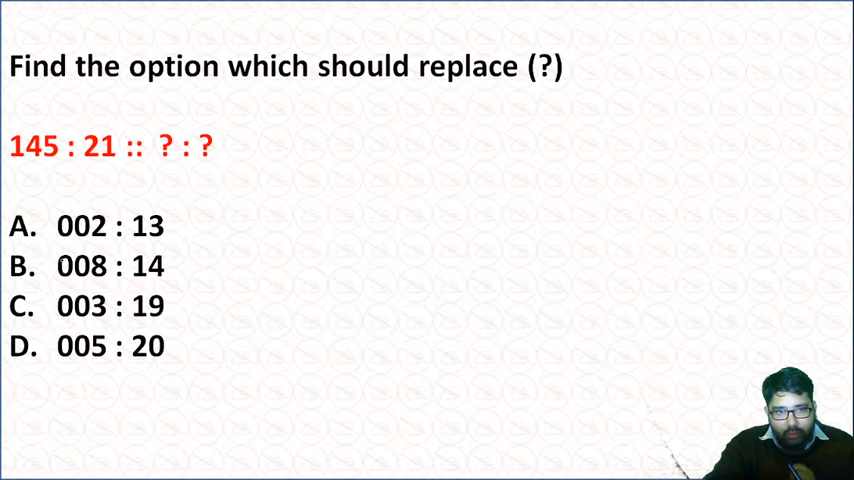 Find the option which should replace (?)
145 : 21 :: ? : ?
A. 002 : 13
B. 008 : 14
C. 003 : 19
D. 005 : 20